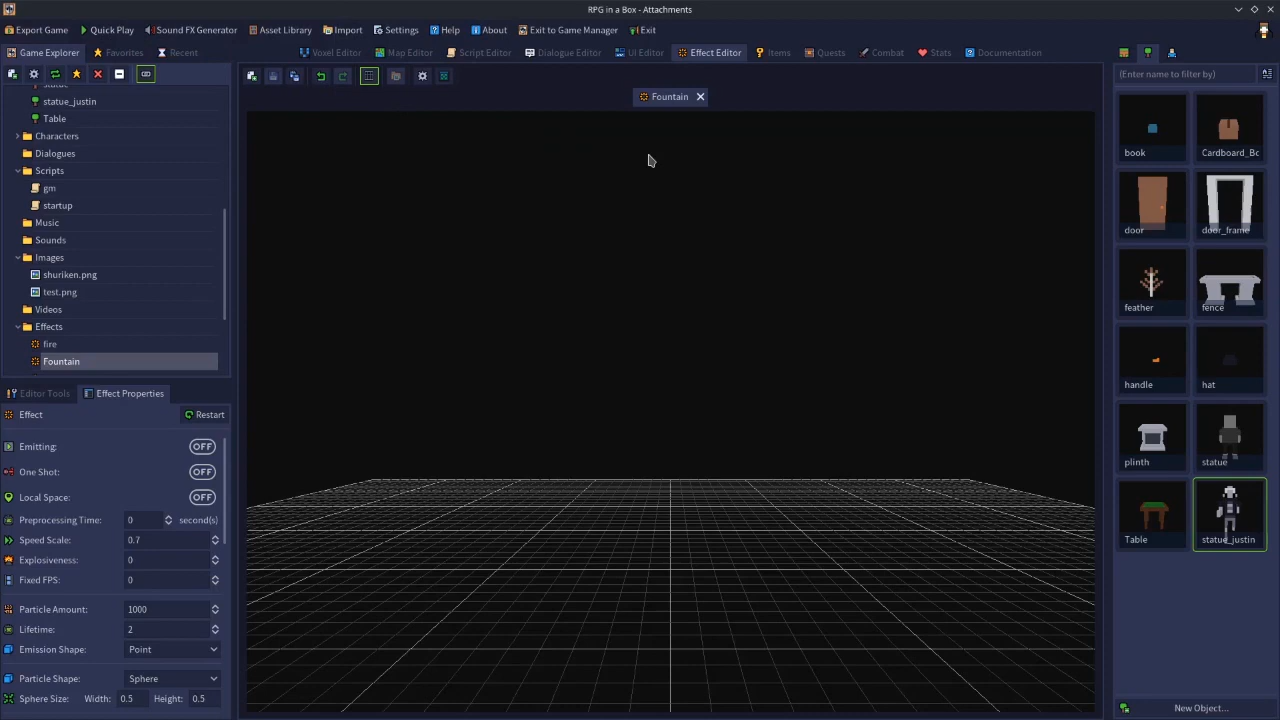 RPG in a Box - Attachments
Export Game Quick Play Sound FX Generator Asset Library Import Settings Help About Exit to Game Manager Exit
Game Explorer Favorites Recent Voxel Editor Map Editor Script Editor Dialogue Editor UI Editor Effect Editor Items Quests Combat Stats Documentation
(Enter name to filter by)
statue
statue_justin
Table
Characters
Dialogues
Scripts
gm
startup
Music
Sounds
Images
shuriken.png
test.png
Videos
Effects
fire
Fountain
Editor Tools Effect Properties
Effect Restart
Emitting: OFF
One Shot: OFF
Local Space: OFF
Preprocessing Time: 0 second(s)
Speed Scale: 0.7
Explosiveness: 0
Fixed FPS: 0
Particle Amount: 1000
Lifetime: 2
Emission Shape: Point
Particle Shape: Sphere
Sphere Size: Width: 0.5 Height: 0.5
Fountain
book Cardboard_Bc
door door_frame
feather fence
handle hat
plinth statue
Table statue_justin
New Object...